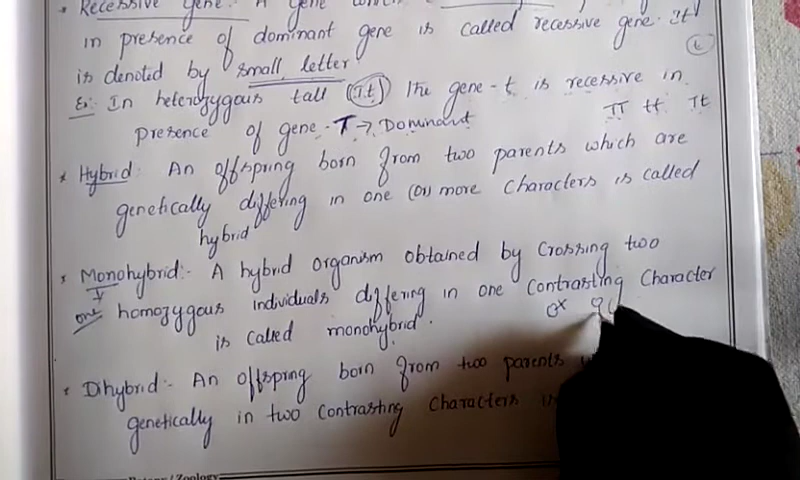 * Recessive gene:- A gene
in presence of dominant gene is called recessive gene. It
is denoted by small letter (t)
Ex: In heterozygous tall (Tt) The gene - t is recessive in
presence of gene - T → Dominant TT tt Tt
* Hybrid: An offspring born from two parents which are
genetically differing in one (or) more characters is called
hybrid
* Monohybrid:- A hybrid organism obtained by crossing two
one homozygous individuals differing in one contrasting character
is called monohybrid.
* Dihybrid:- An offspring born from two parents
genetically in two contrasting characters is
Zoology